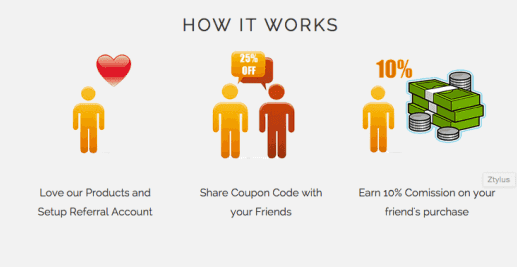 HOW IT WORKS
25%
OFF
10%
Love our Products and
Setup Referral Account
Share Coupon Code with
your Friends
Earn 10% Comission on your
friend's purchase
Ztylus